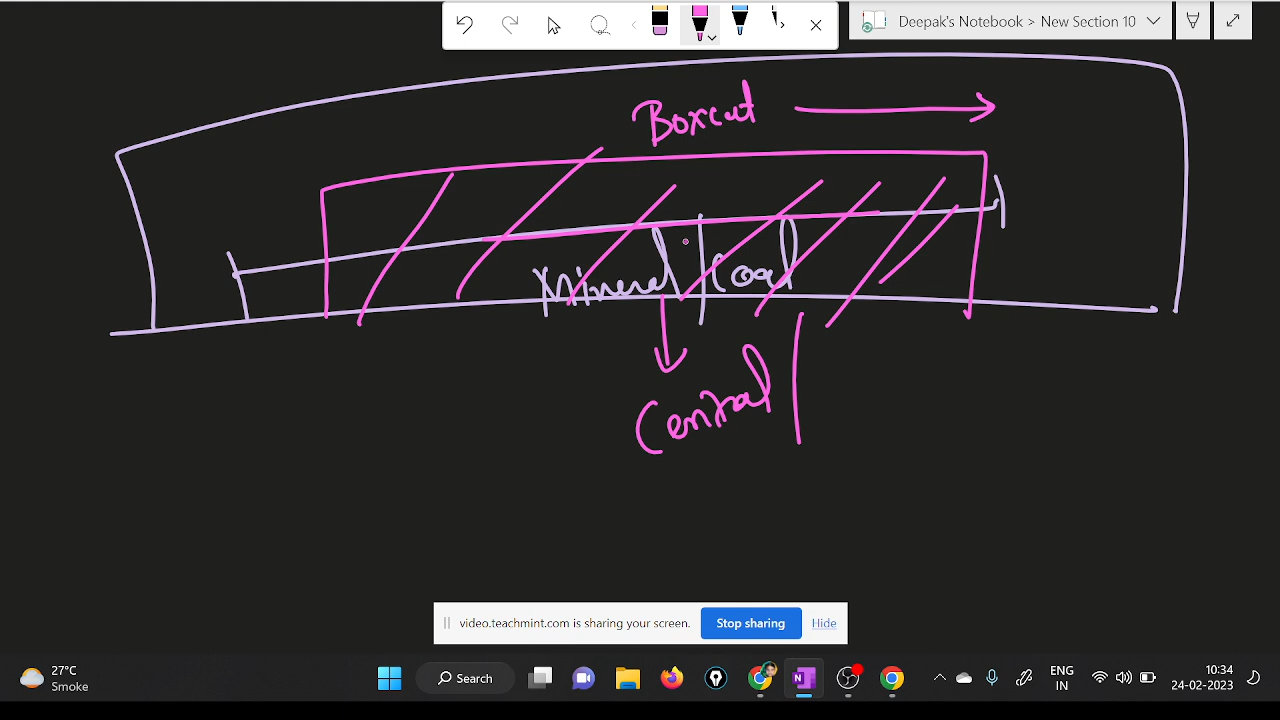 Deepak's Notebook > New Section 10
Boxcut
Mineral/Coal
Central
video.teachmint.com is sharing your screen. Stop sharing Hide
27°C
Smoke
Search
ENG
IN
10:34
24-02-2023